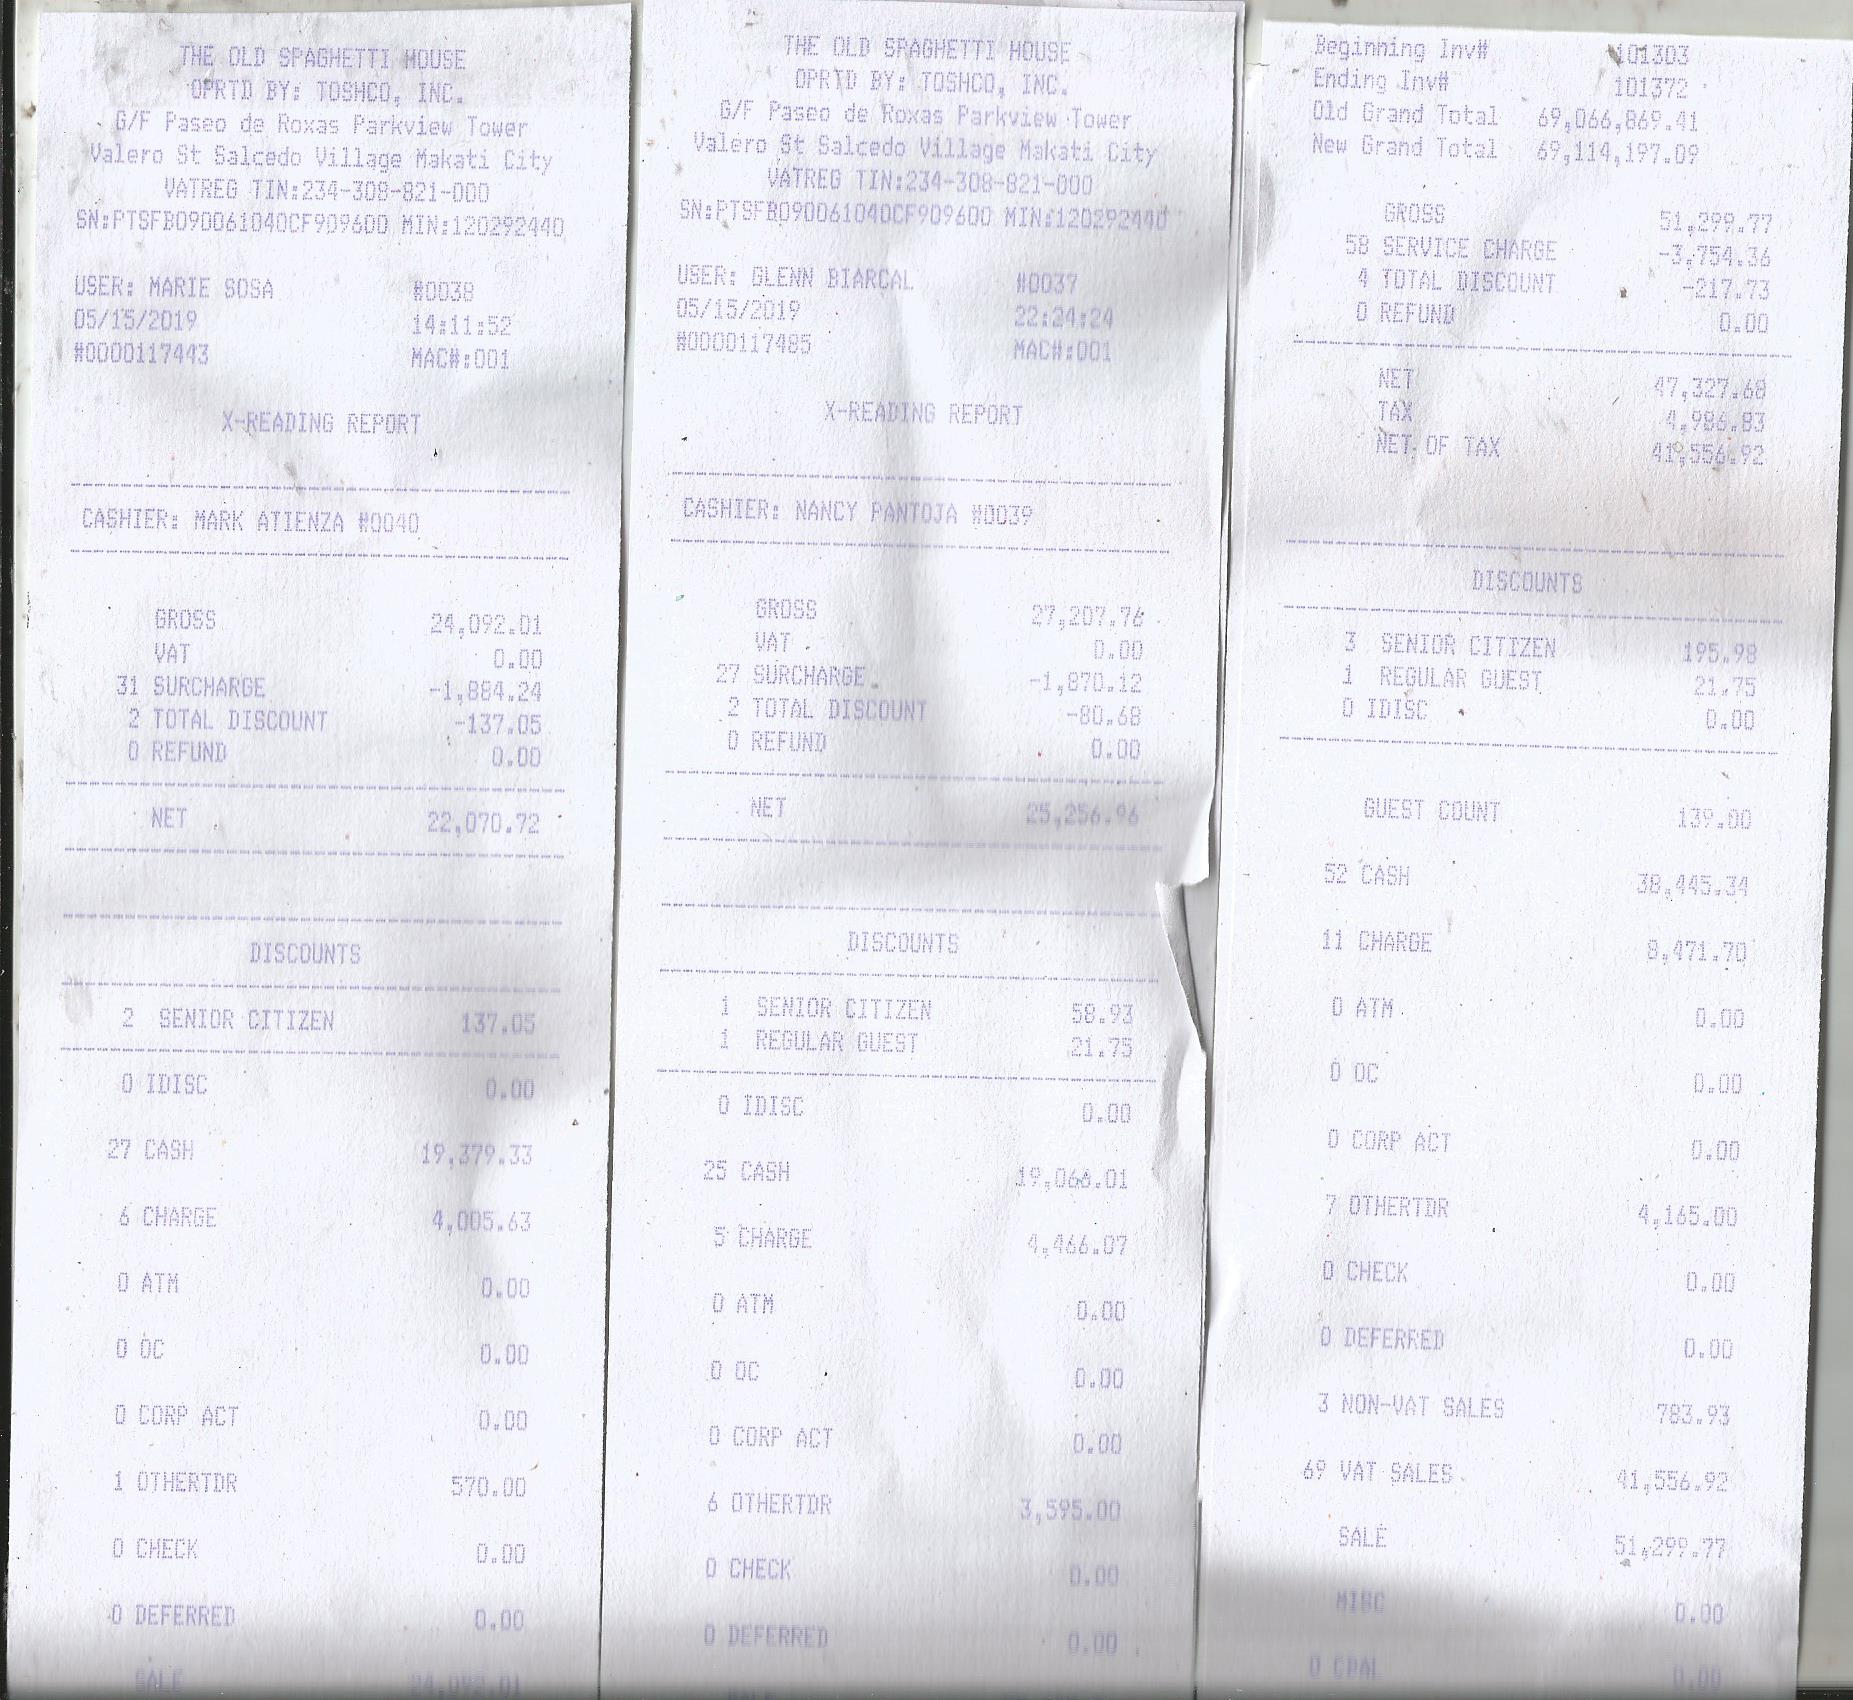 THE OLD SPAGHETTI HOUSE
OPRTD BY: TOSHCO, INC.
G/F Paseo de Roxas Parkview Tower
Valero St Salcedo Village Makati City
VATREG TIN:234-308-821-000
SN:PTSFB090061040CF909600 MIN:120292440
USER: MARIE SOSA #0038
05/15/2019 14:11:52
#0000117443 MAC#:001
X-READING REPORT
CASHIER: MARK ATIENZA #0040
GROSS 24,092.01
VAT 0.00
31 SURCHARGE -1,884.24
2 TOTAL DISCOUNT -137.05
0 REFUND 0.00
NET 22,070.72
DISCOUNTS
2 SENIOR CITIZEN 137.05
0 IDISC 0.00
27 CASH 19,379.33
6 CHARGE 4,005.63
0 ATM 0.00
0 OC 0.00
0 CORP ACT 0.00
1 OTHERTDR 570.00
0 CHECK 0.00
0 DEFERRED 0.00
SALE 24,092.01
THE OLD SPAGHETTI HOUSE
OPRTD BY: TOSHCO, INC.
G/F Paseo de Roxas Parkview Tower
Valero St Salcedo Village Makati City
VATREG TIN:234-308-821-000
SN:PTSFB090061040CF909600 MIN:120292440
USER: GLENN BIARCAL #0037
05/15/2019 22:24:24
#0000117485 MAC#:001
X-READING REPORT
CASHIER: NANCY PANTOJA #0039
GROSS 27,207.76
VAT 0.00
27 SURCHARGE -1,870.12
2 TOTAL DISCOUNT -80.68
0 REFUND 0.00
NET 25,256.96
DISCOUNTS
1 SENIOR CITIZEN 58.93
1 REGULAR GUEST 21.75
0 IDISC 0.00
25 CASH 19,066.01
5 CHARGE 4,466.07
0 ATM 0.00
0 OC 0.00
0 CORP ACT 0.00
6 OTHERTDR 3,595.00
0 CHECK 0.00
0 DEFERRED 0.00
Beginning Inv# 101303
Ending Inv# 101372
Old Grand Total 69,066,869.41
New Grand Total 69,114,197.09
GROSS 51,299.77
58 SERVICE CHARGE -3,754.36
4 TOTAL DISCOUNT -217.73
0 REFUND 0.00
NET 47,327.68
TAX 4,986.83
NET OF TAX 41,556.92
DISCOUNTS
3 SENIOR CITIZEN 195.98
1 REGULAR GUEST 21.75
0 IDISC 0.00
GUEST COUNT 139.00
52 CASH 38,445.34
11 CHARGE 8,471.70
0 ATM 0.00
0 OC 0.00
0 CORP ACT 0.00
7 OTHERTDR 4,165.00
0 CHECK 0.00
0 DEFERRED 0.00
3 NON-VAT SALES 783.93
69 VAT SALES 41,556.92
SALE 51,299.77
MISC 0.00
0 CPAL 0.00